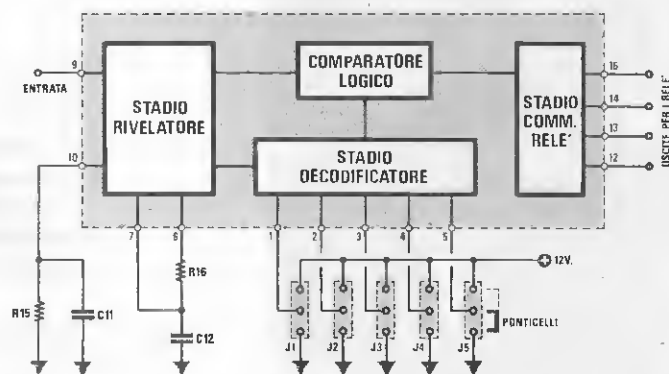 9
ENTRATA
STADIO
RIVELATORE
COMPARATORE
LOGICO
STADIO
COMM.
RELE'
15
14
13
12
USCITE PER I RELE'
10
STADIO
DECODIFICATORE
7
6
1
2
3
4
5
R16
12V.
R15
C11
C12
J1
J2
J3
J4
J5
PONTICELLI